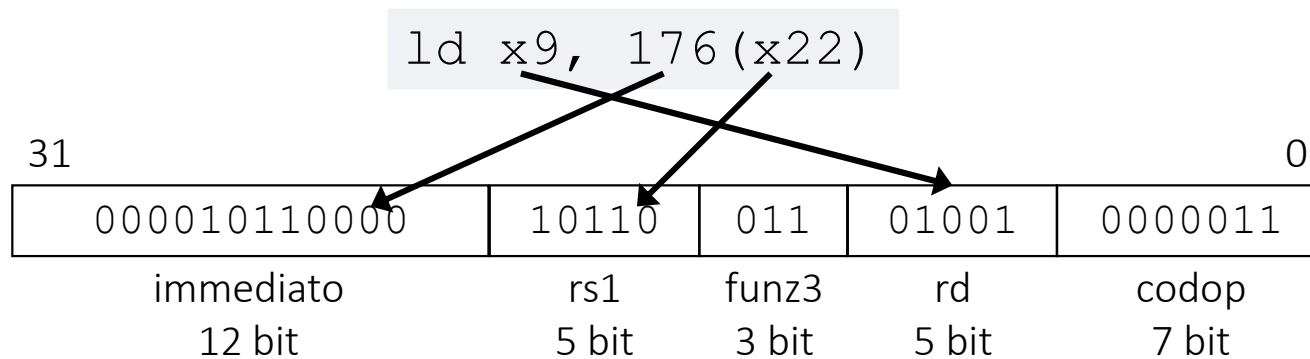 ld x9, 176(x22)
31 0
000010110000 10110 011 01001 0000011
immediato rs1 funz3 rd codop
12 bit 5 bit 3 bit 5 bit 7 bit